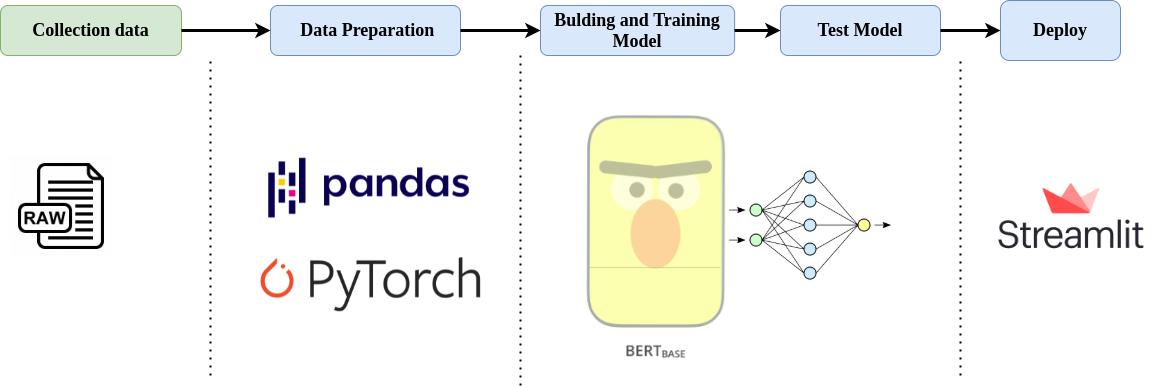 Collection data
Data Preparation
Bulding and Training
Model
Test Model
Deploy
RAW
pandas
PyTorch
BERT BASE
Streamlit